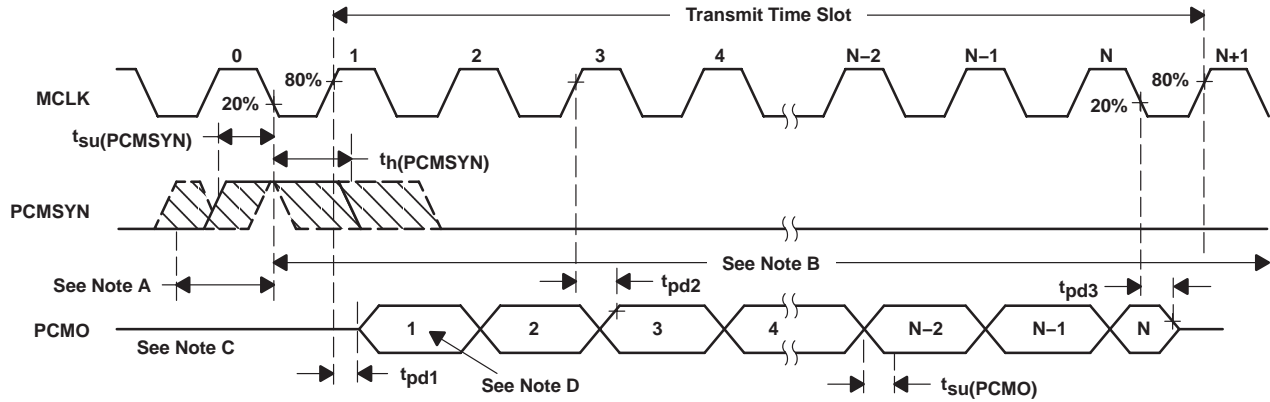 Transmit Time Slot
0 1 2 3 4 N−2 N−1 N N+1
MCLK
80%
20%
80%
20%
tsu(PCMSYN)
th(PCMSYN)
PCMSYN
See Note A
See Note B
tpd2
tpd3
PCMO
1 2 3 4 N−2 N−1 N
See Note C
tpd1
See Note D
tsu(PCMO)